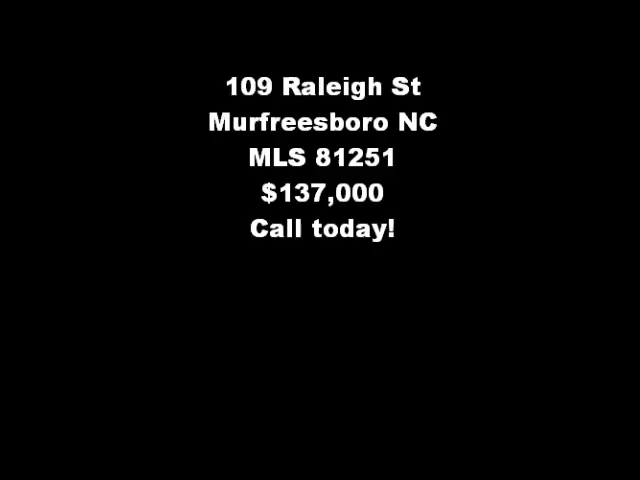 109 Raleigh St
Murfreesboro NC
MLS 81251
$137,000
Call today!